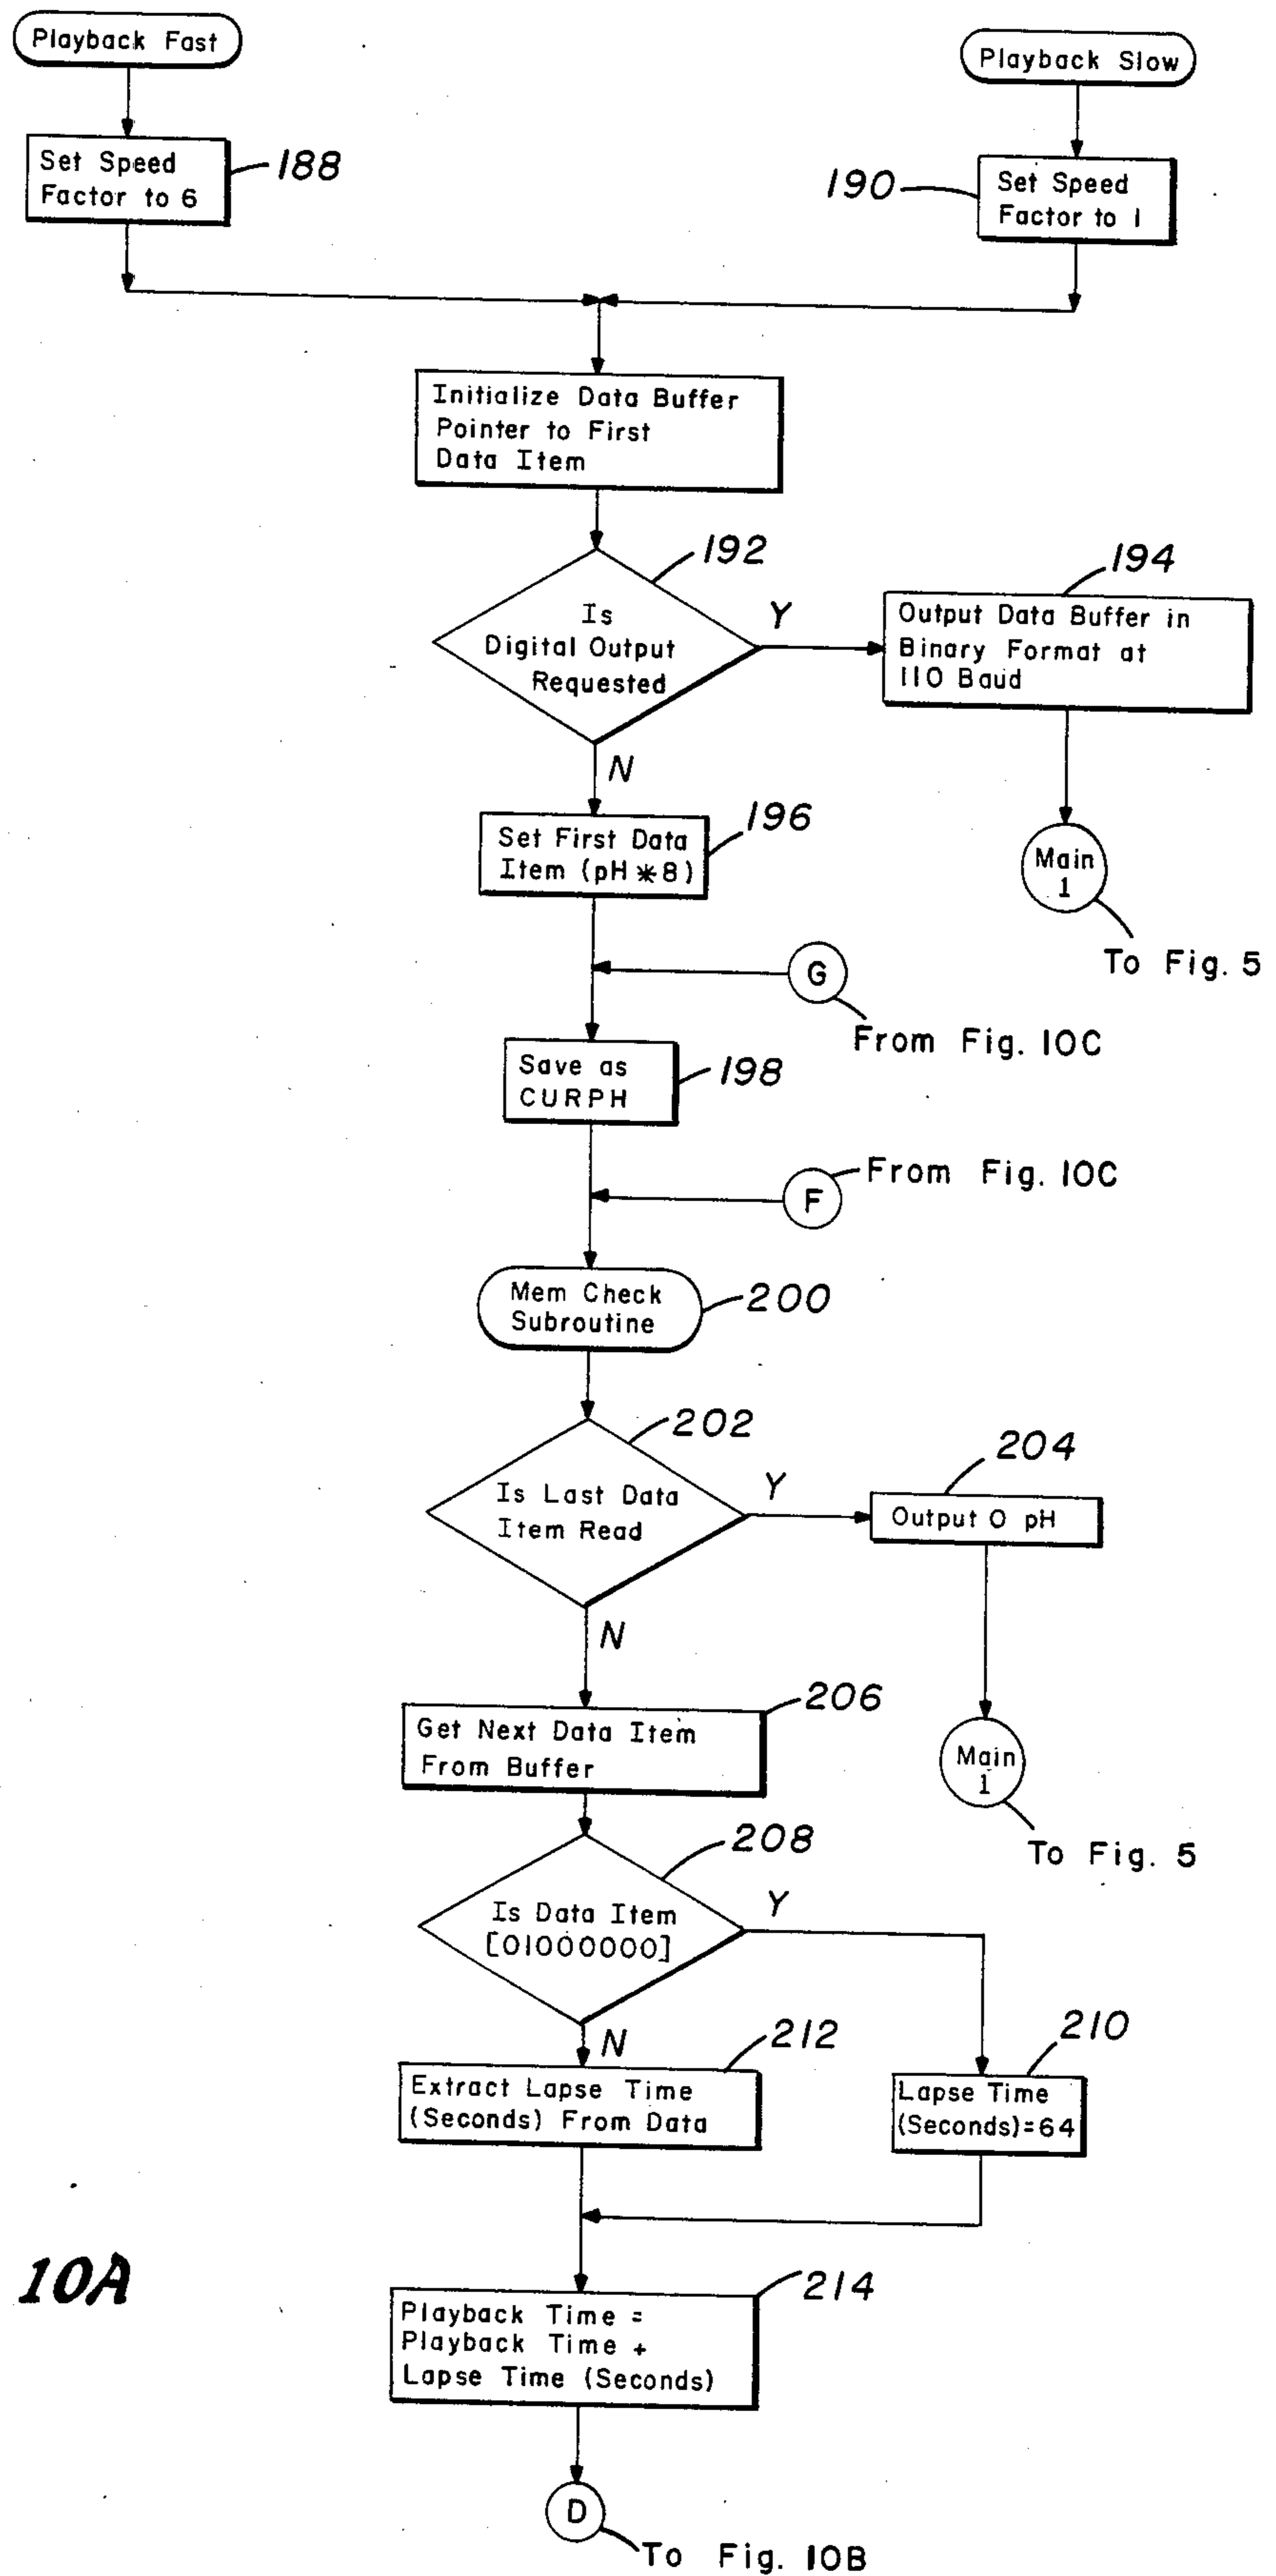 Playback Fast
Playback Slow
Set Speed
Factor to 6
188
190
Set Speed
Factor to 1
Initialize Data Buffer
Pointer to First
Data Item
192
Is
Digital Output
Requested
Y
194
Output Data Buffer in
Binary Format at
110 Baud
N
Main
1
To Fig. 5
196
Set First Data
Item (pH*8)
G
From Fig. 10C
Save as
CURPH
198
F
From Fig. 10C
Mem Check
Subroutine
200
202
Is Last Data
Item Read
Y
204
Output 0 pH
N
Main
1
To Fig. 5
206
Get Next Data Item
From Buffer
208
Is Data Item
[01000000]
Y
N
212
Extract Lapse Time
(Seconds) From Data
210
Lapse Time
(Seconds)=64
10A
214
Playback Time =
Playback Time +
Lapse Time (Seconds)
D
To Fig. 10B